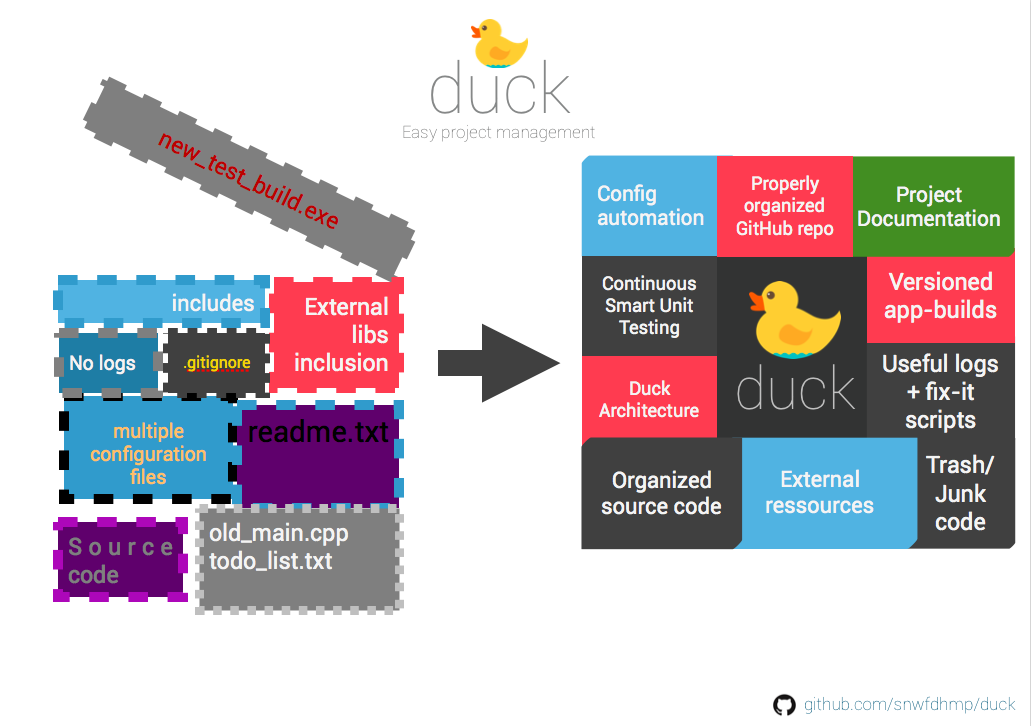 duck
Easy project management
new_test_build.exe
includes
External
libs
inclusion
No logs
.gitignore
multiple
configuration
files
readme.txt
Source
code
old_main.cpp
todo_list.txt
Config
automation
Properly
organized
GitHub repo
Project
Documentation
Continuous
Smart Unit
Testing
duck
Versioned
app-builds
Duck
Architecture
Useful logs
+ fix-it
scripts
Organized
source code
External
ressources
Trash/
Junk
code
github.com/snwfdhmp/duck